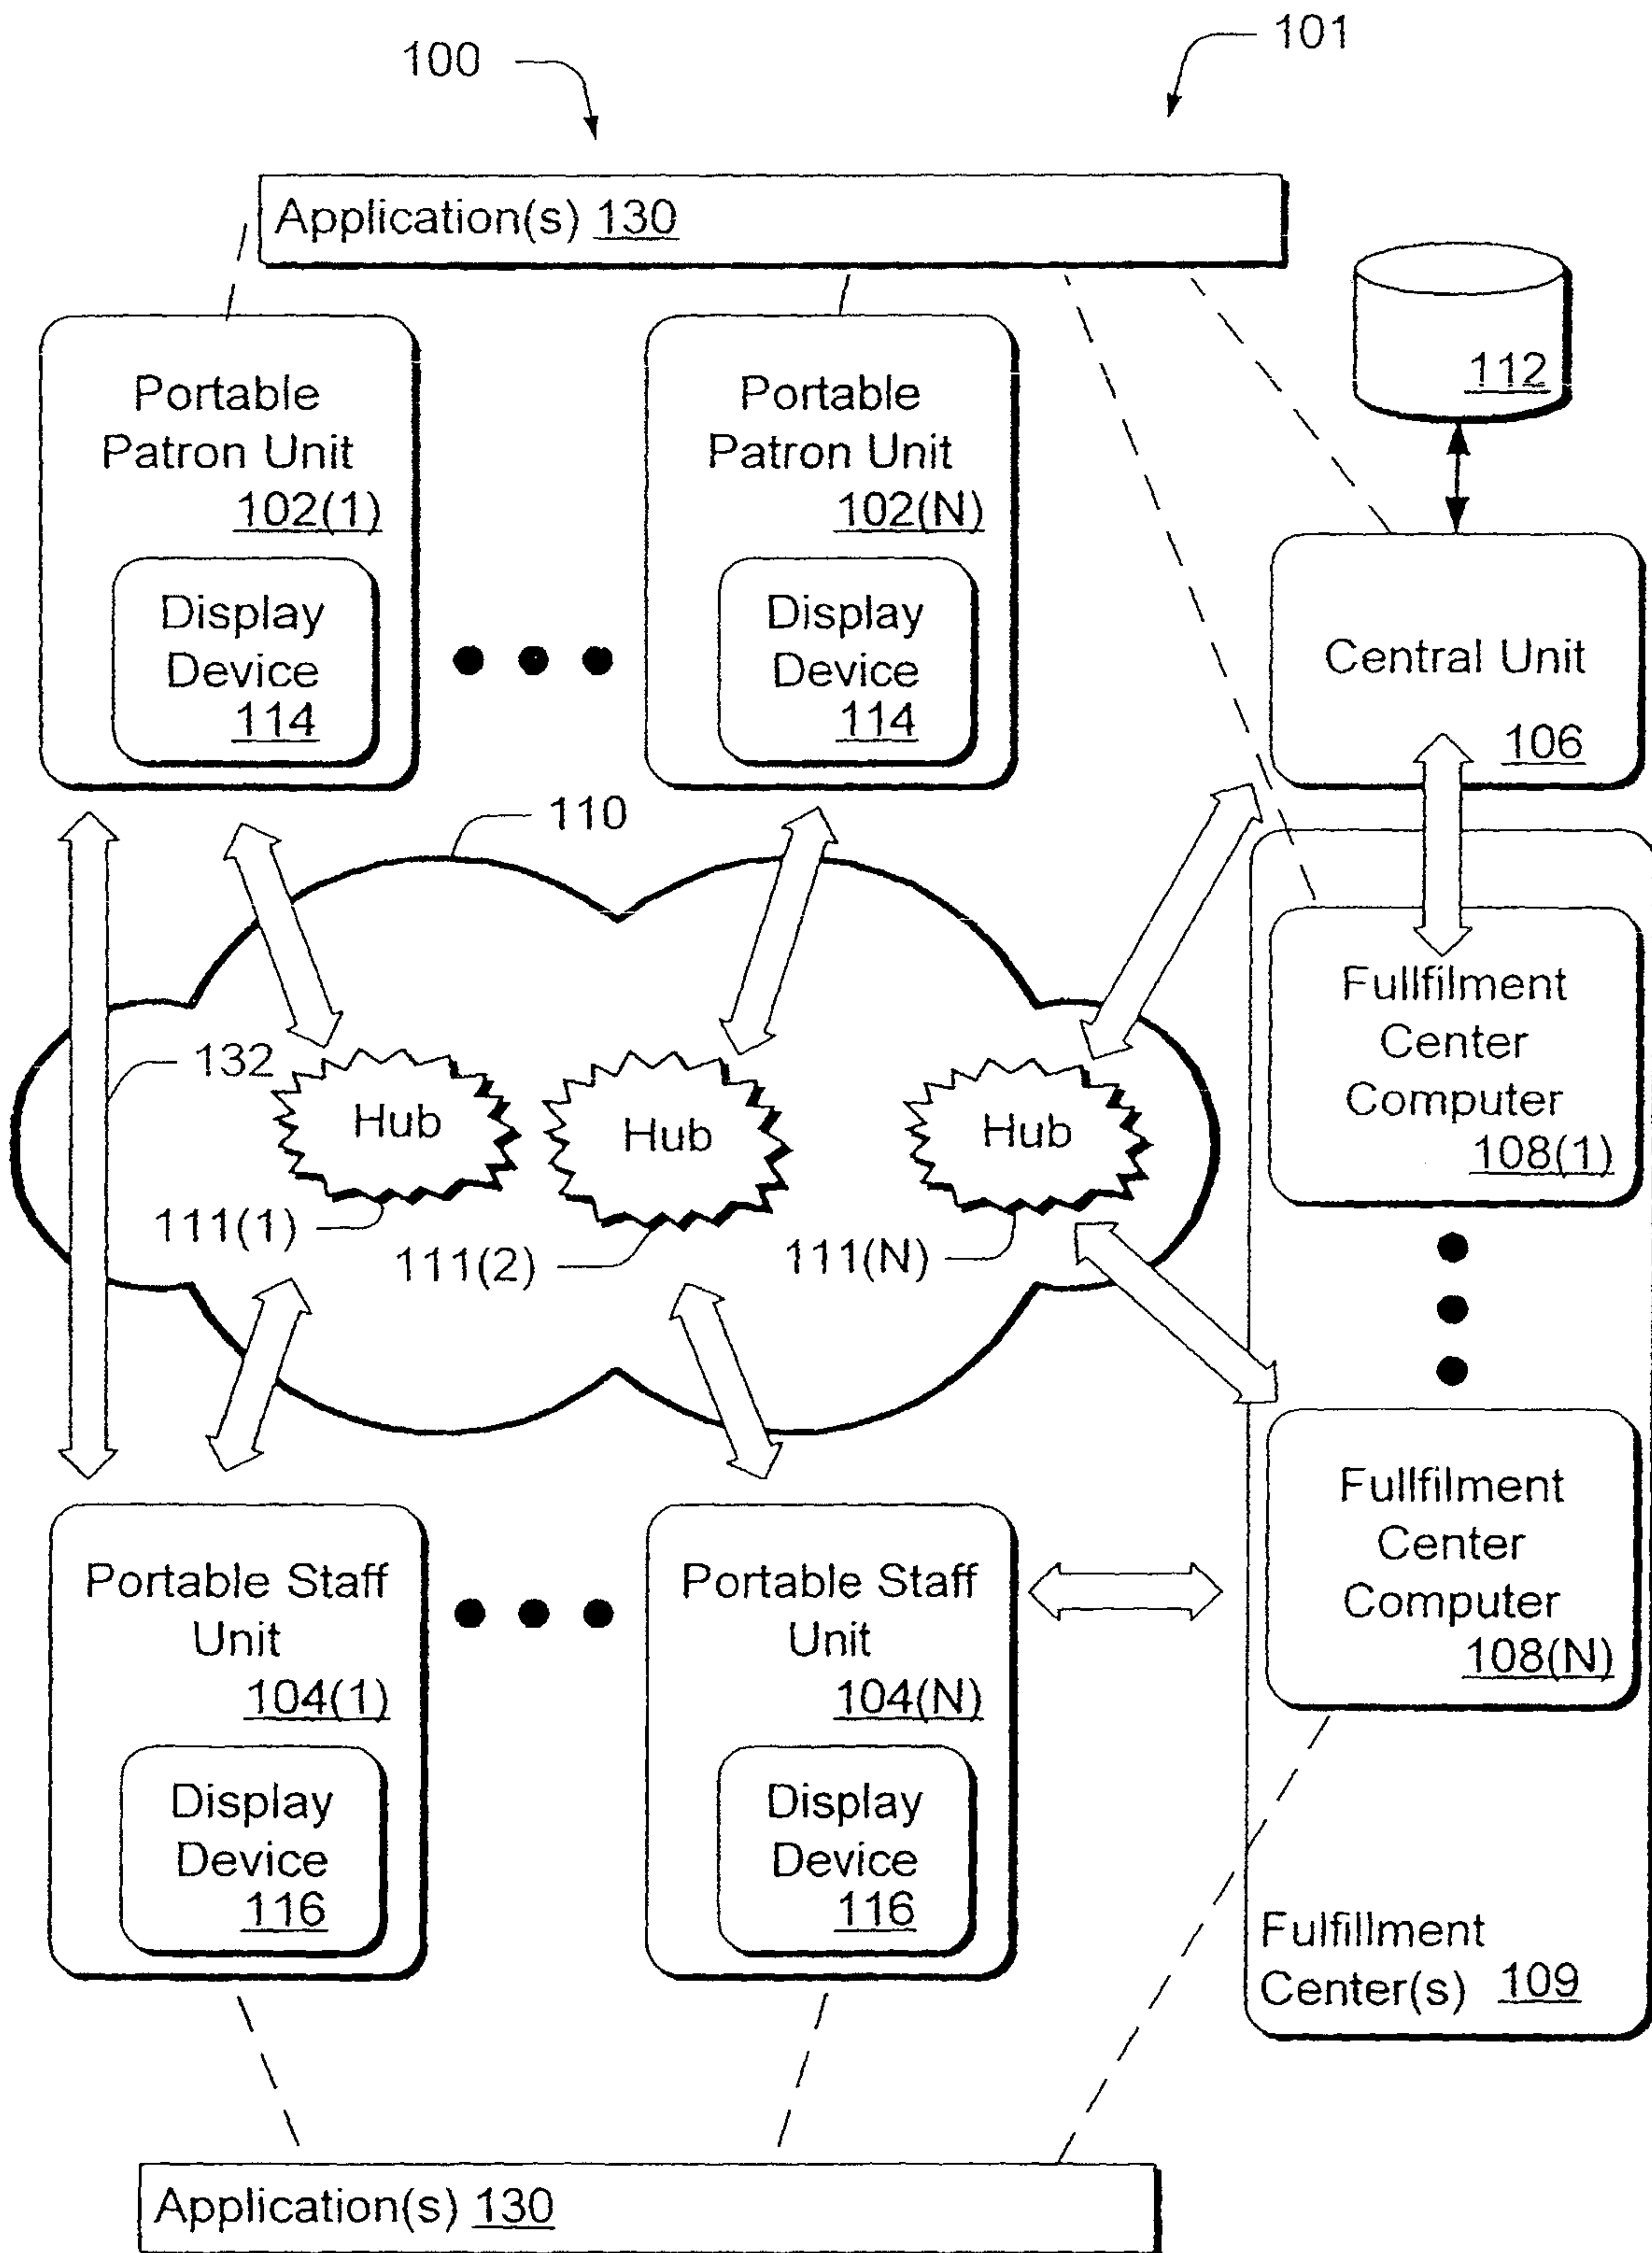 100
101
Application(s) 130
112
Portable
Patron Unit
102(1)
Display
Device
114
Portable
Patron Unit
102(N)
Display
Device
114
Central Unit
106
110
132
Hub
Hub
Hub
111(1)
111(2)
111(N)
Fullfilment
Center
Computer
108(1)
Fullfilment
Center
Computer
108(N)
Portable Staff
Unit
104(1)
Display
Device
116
Portable Staff
Unit
104(N)
Display
Device
116
Fulfillment
Center(s) 109
Application(s) 130